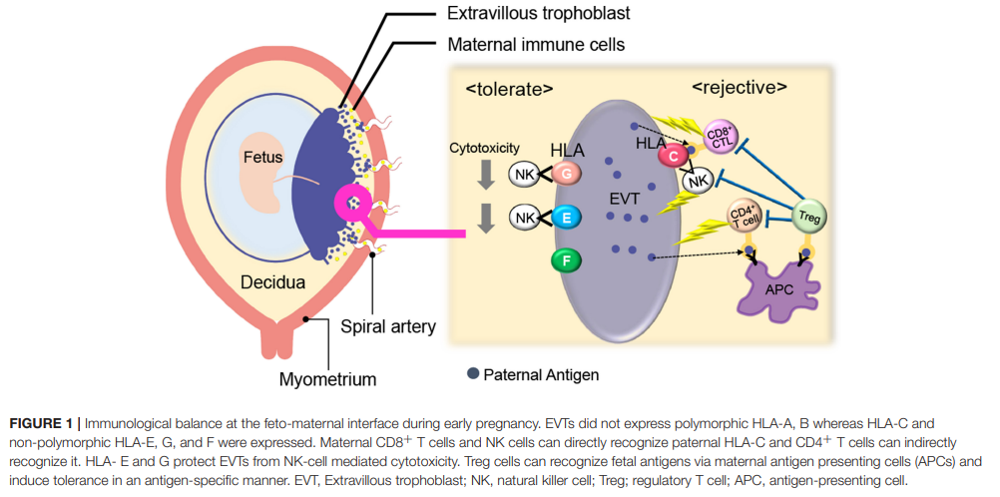 Extravillous trophoblast
Maternal immune cells
<tolerate>
<rejective>
Cytotoxicity
HLA
NK
G
NK
E
F
EVT
HLA
C
CD8+
CTL
NK
CD4+
T cell
Treg
APC
Fetus
Decidua
Spiral artery
Myometrium
Paternal Antigen
FIGURE 1 | Immunological balance at the feto-maternal interface during early pregnancy. EVTs did not express polymorphic HLA-A, B whereas HLA-C and
non-polymorphic HLA-E, G, and F were expressed. Maternal CD8+ T cells and NK cells can directly recognize paternal HLA-C and CD4+ T cells can indirectly
recognize it. HLA- E and G protect EVTs from NK-cell mediated cytotoxicity. Treg cells can recognize fetal antigens via maternal antigen presenting cells (APCs) and
induce tolerance in an antigen-specific manner. EVT, Extravillous trophoblast; NK, natural killer cell; Treg; regulatory T cell; APC, antigen-presenting cell.